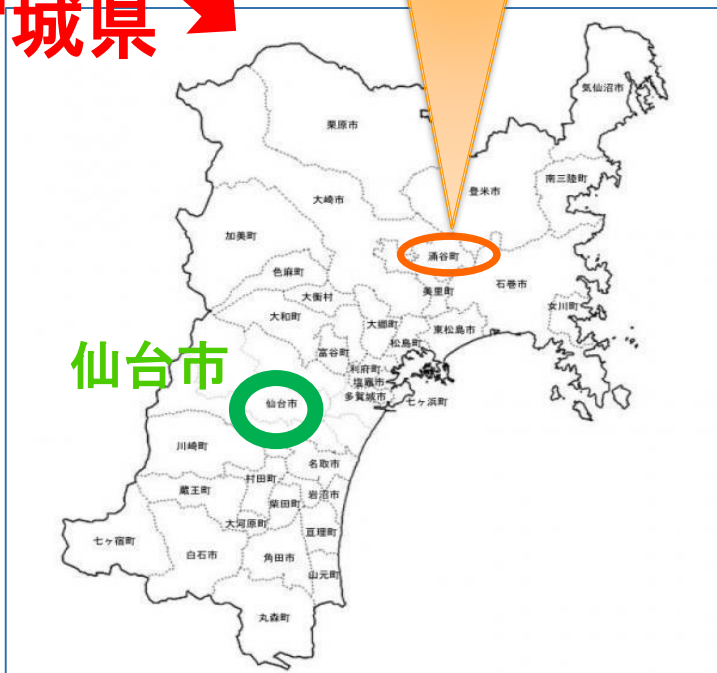 城県
気仙沼市
栗原市
南三陸町
登米市
大崎市
加美町
涌谷町
色麻町
石巻市
美里町
大衡村
女川町
大和町
大郷町
東松島市
松島町
富谷町
利府町
仙台市
塩竈市
多賀城市
七ヶ浜町
仙台市
川崎町
名取市
村田町
蔵王町
岩沼市
柴田町
大河原町
亘理町
七ヶ宿町
白石市
角田市
山元町
丸森町